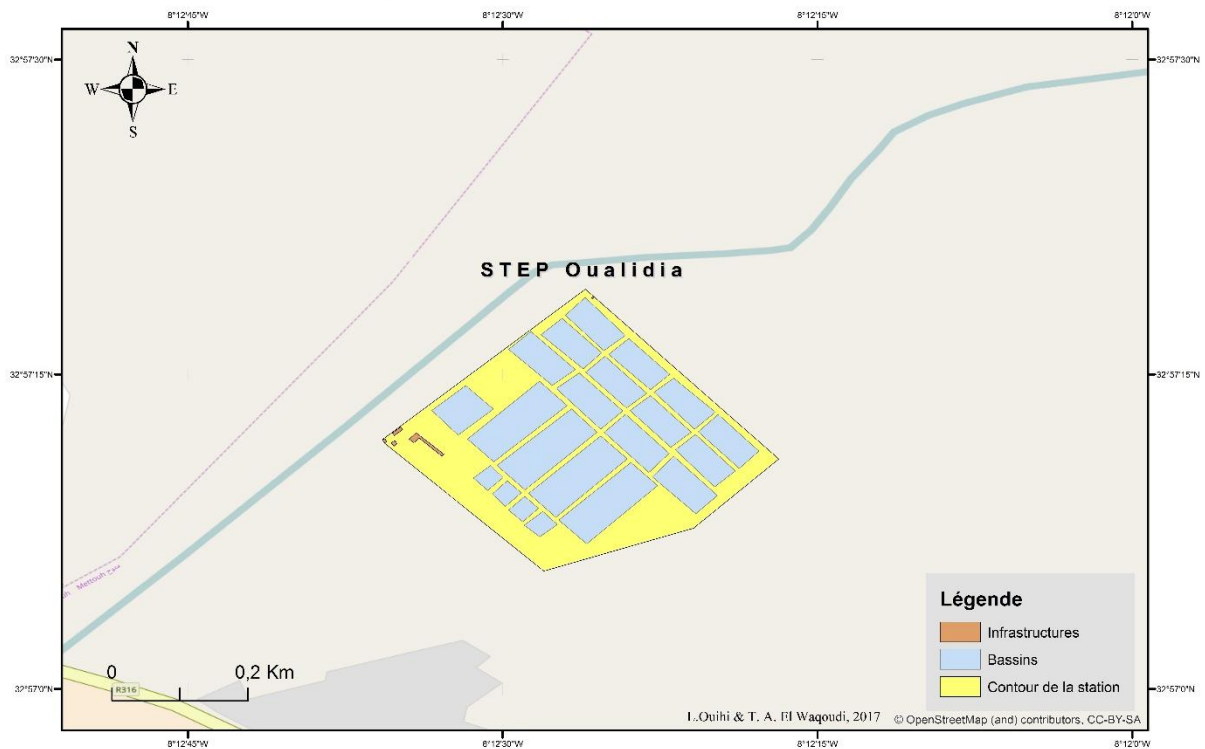 8°12'45"W 8°12'30"W 8°12'15"W 8°12'0"W
32°57'30"N 32°57'30"N
N
W E
S
STEP Oualidia
32°57'15"N 32°57'15"N
Mettouh
Légende
Infrastructures
Bassins
Contour de la station
0 0,2 Km
R316
32°57'0"N 32°57'0"N
L.Ouihi & T. A. El Waqoudi, 2017
© OpenStreetMap (and) contributors, CC-BY-SA
8°12'45"W 8°12'30"W 8°12'15"W 8°12'0"W